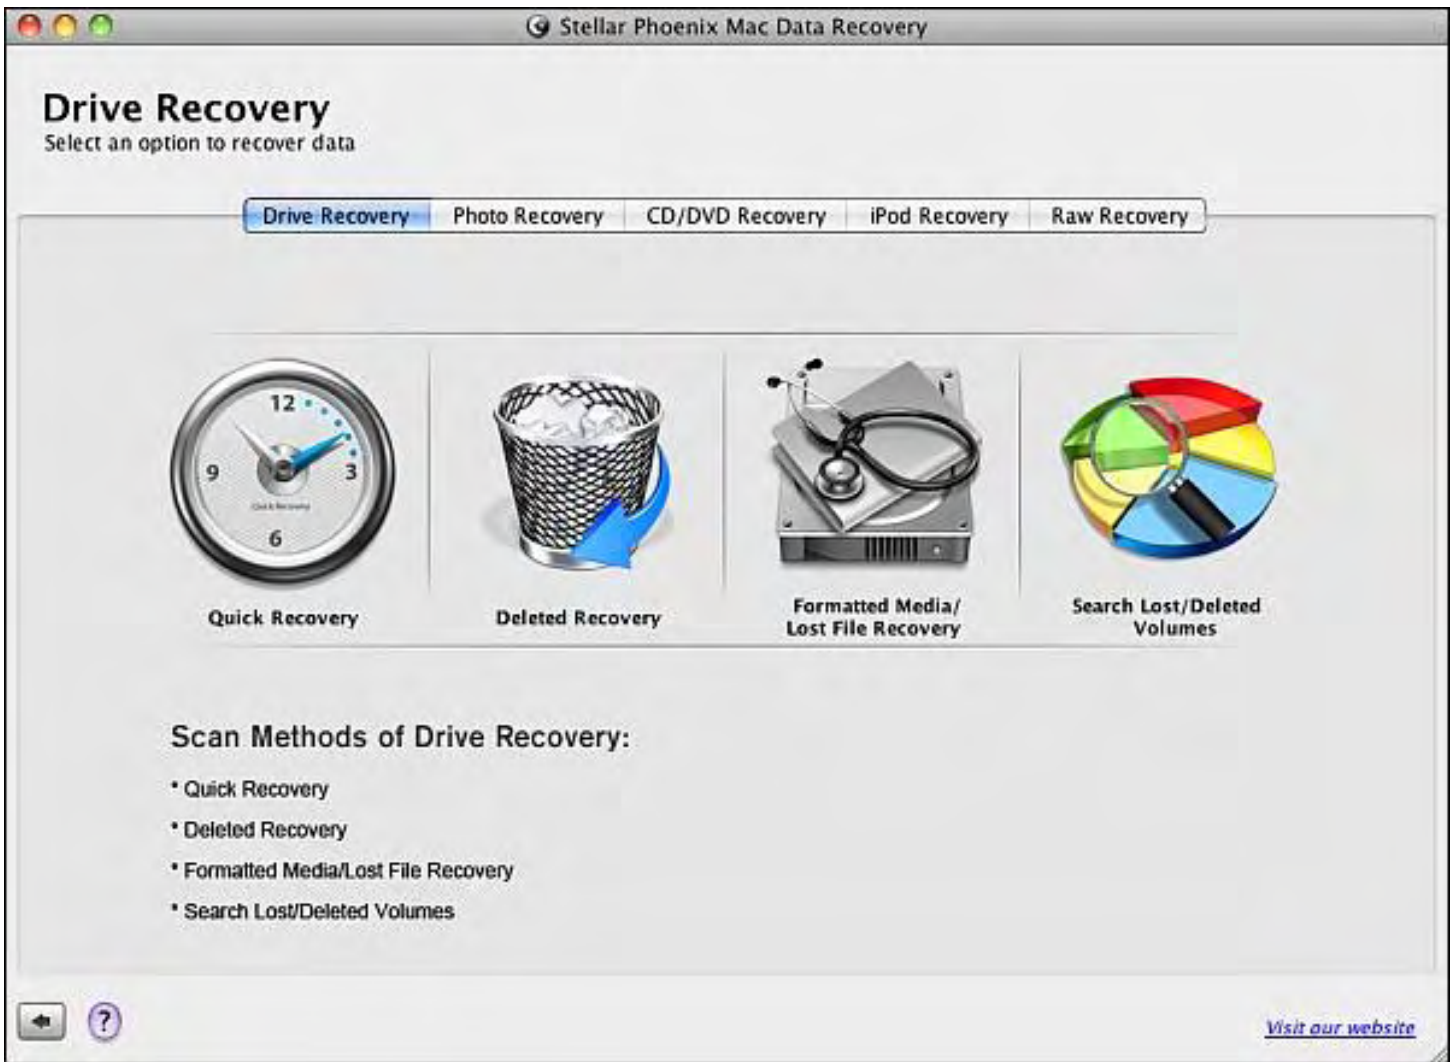 Stellar Phoenix Mac Data Recovery
Drive Recovery
Select an option to recover data
Drive Recovery
Photo Recovery
CD/DVD Recovery
iPod Recovery
Raw Recovery
12
9
3
Quick Recovery
6
Quick Recovery
Deleted Recovery
Formatted Media/
Lost File Recovery
Search Lost/Deleted
Volumes
Scan Methods of Drive Recovery:
* Quick Recovery
* Deleted Recovery
* Formatted Media/Lost File Recovery
* Search Lost/Deleted Volumes
?
Visit our website